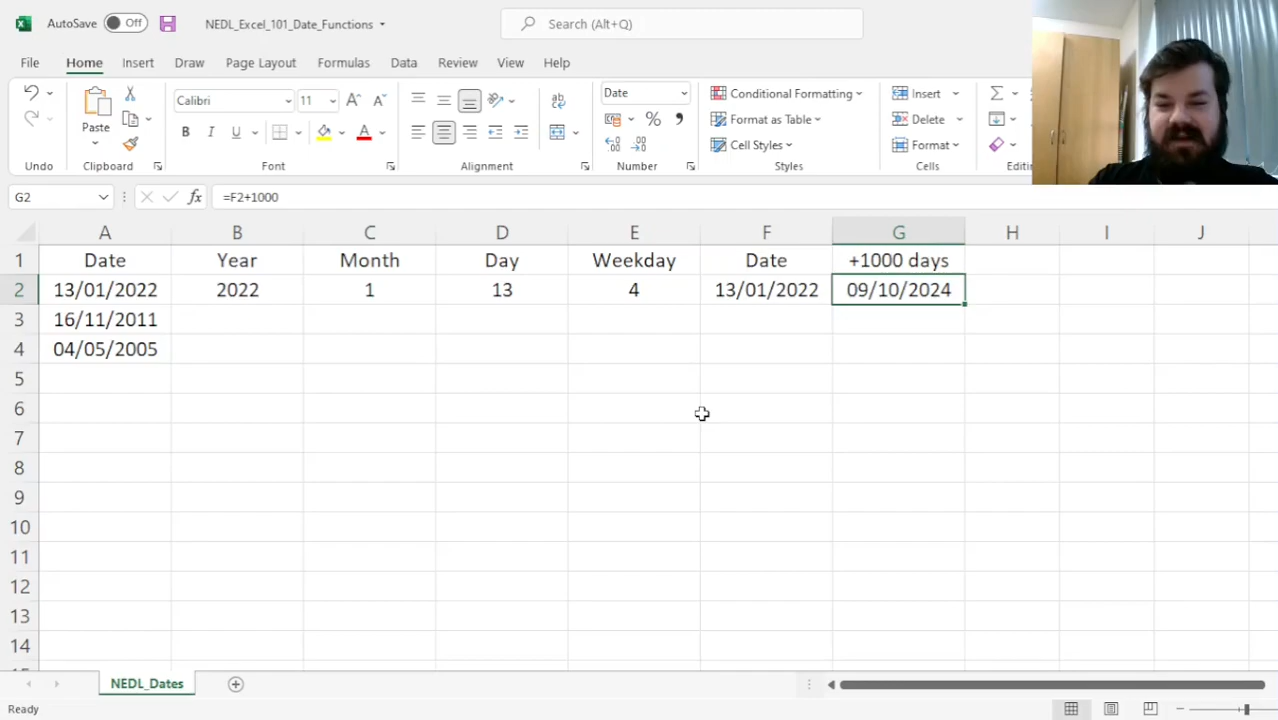 AutoSave Off NEDL_Excel_101_Date_Functions Search (Alt+Q)
File Home Insert Draw Page Layout Formulas Data Review View Help
Undo
Paste
Clipboard
Calibri 11
B I U
Font
ab
Alignment
Date
Number
Conditional Formatting
Format as Table
Cell Styles
Styles
Insert
Delete
Format
Cells
Editin
G2 fx =F2+1000
A B C D E F G H I J
1 Date Year Month Day Weekday Date +1000 days
2 13/01/2022 2022 1 13 4 13/01/2022 09/10/2024
3 16/11/2011
4 04/05/2005
5
6
7
8
9
10
11
12
13
14
NEDL_Dates
Ready